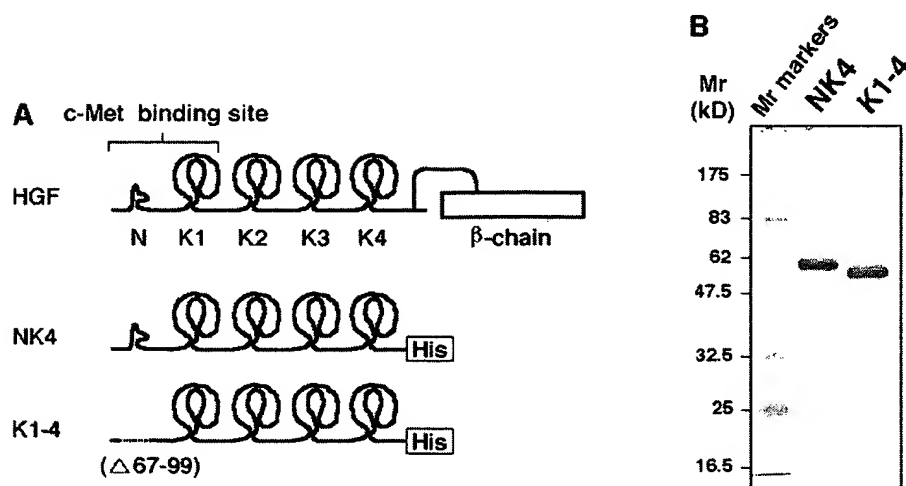 A
c-Met binding site
HGF
N K1 K2 K3 K4 β-chain
NK4
His
K1-4
His
(△67-99)
B
Mr (kD)
Mr markers
NK4
K1-4
175
83
62
47.5
32.5
25
16.5